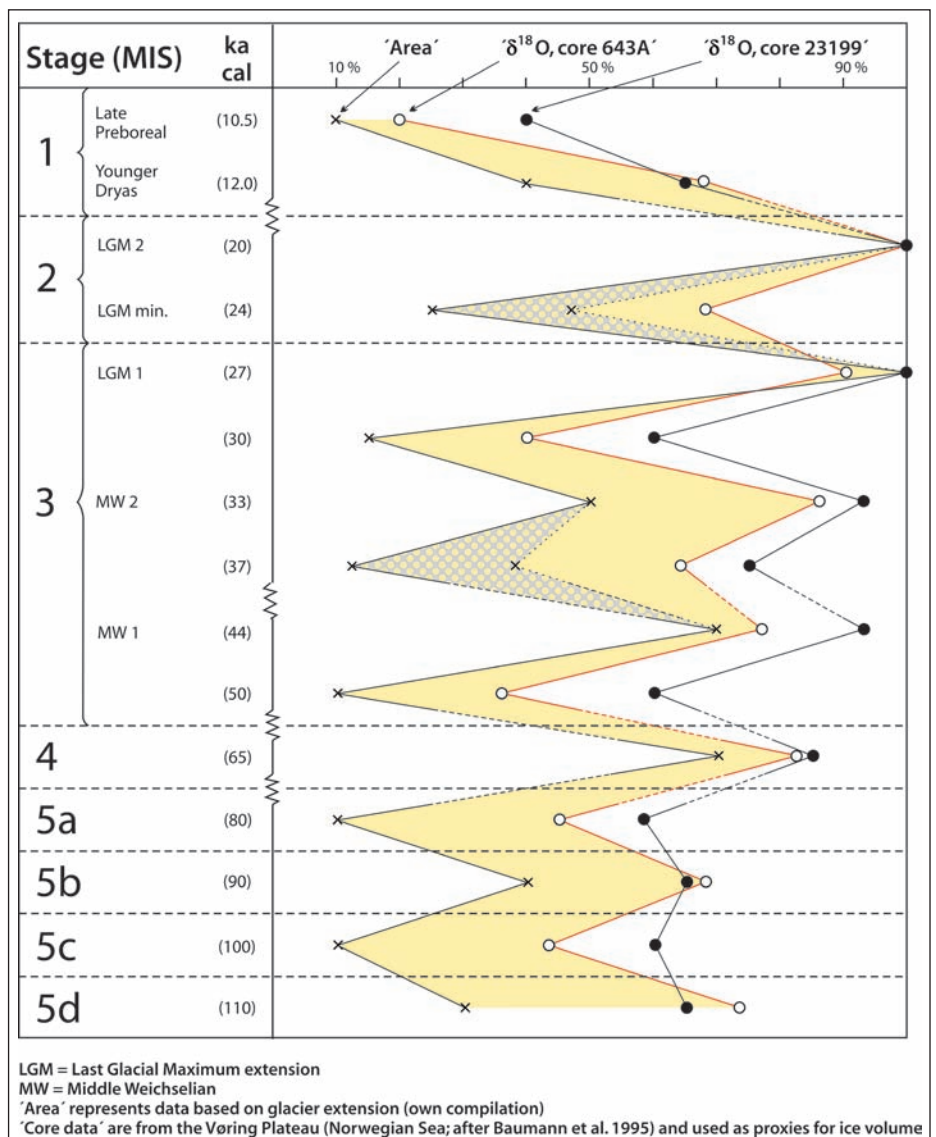 Stage (MIS) ka ´Area´ ´δ¹⁸O, core 643A´ ´δ¹⁸O, core 23199´
cal 10 % 50 % 90 %
1 Late
Preboreal (10.5)
Younger
Dryas (12.0)
2 LGM 2 (20)
LGM min. (24)
3 LGM 1 (27)
(30)
MW 2 (33)
(37)
MW 1 (44)
(50)
4 (65)
5a (80)
5b (90)
5c (100)
5d (110)
LGM = Last Glacial Maximum extension
MW = Middle Weichselian
´Area´ represents data based on glacier extension (own compilation)
´Core data´ are from the Vøring Plateau (Norwegian Sea; after Baumann et al. 1995) and used as proxies for ice volume